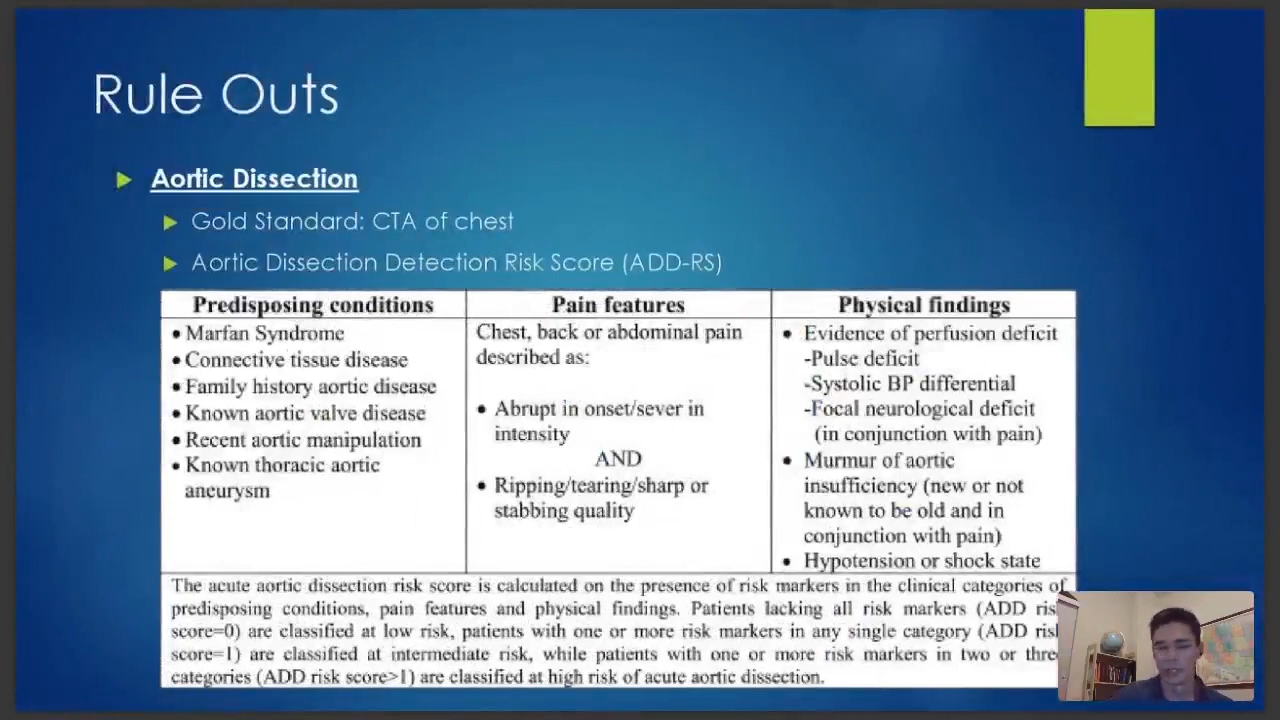 Rule Outs
Aortic Dissection
Gold Standard: CTA of chest
Aortic Dissection Detection Risk Score (ADD-RS)
Predisposing conditions
• Marfan Syndrome
• Connective tissue disease
• Family history aortic disease
• Known aortic valve disease
• Recent aortic manipulation
• Known thoracic aortic
aneurysm
Pain features
Chest, back or abdominal pain
described as:
• Abrupt in onset/sever in
intensity
AND
• Ripping/tearing/sharp or
stabbing quality
Physical findings
• Evidence of perfusion deficit
-Pulse deficit
-Systolic BP differential
-Focal neurological deficit
(in conjunction with pain)
• Murmur of aortic
insufficiency (new or not
known to be old and in
conjunction with pain)
• Hypotension or shock state
The acute aortic dissection risk score is calculated on the presence of risk markers in the clinical categories of
predisposing conditions, pain features and physical findings. Patients lacking all risk markers (ADD ris
score=0) are classified at low risk, patients with one or more risk markers in any single category (ADD ris
score=1) are classified at intermediate risk, while patients with one or more risk markers in two or thre
categories (ADD risk score>1) are classified at high risk of acute aortic dissection.